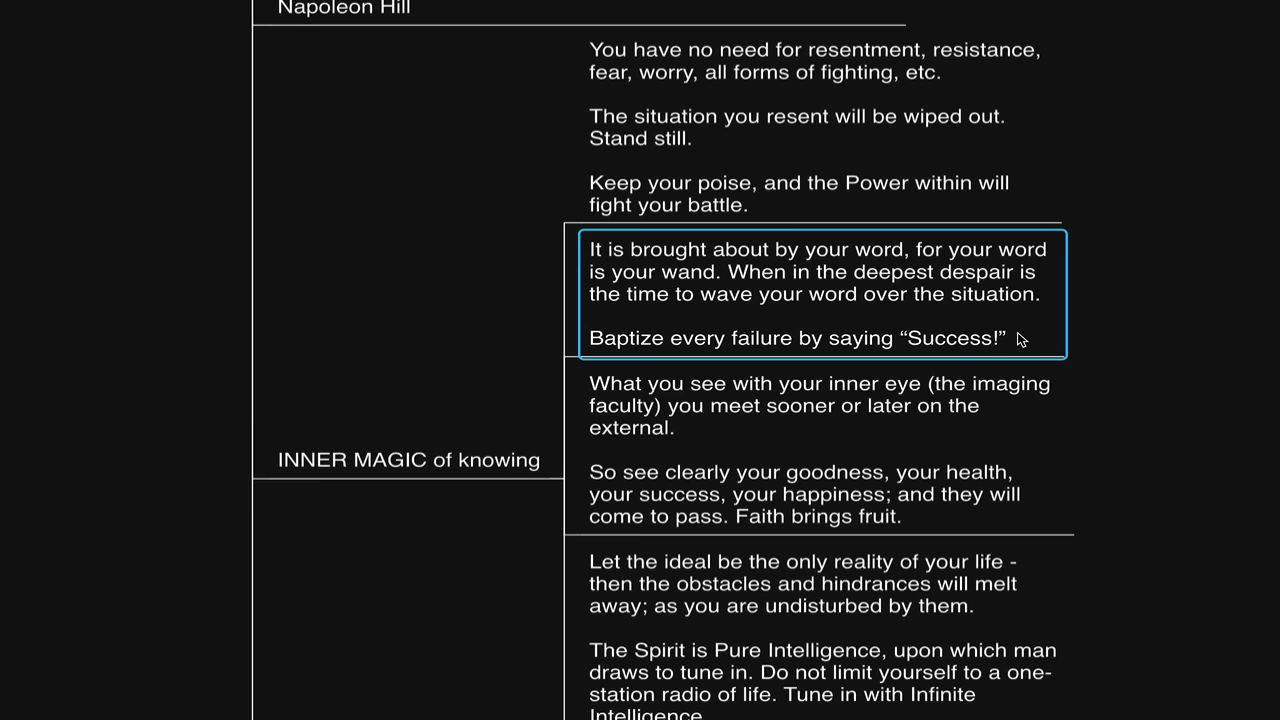 Napoleon Hill
You have no need for resentment, resistance,
fear, worry, all forms of fighting, etc.
The situation you resent will be wiped out.
Stand still.
Keep your poise, and the Power within will
fight your battle.
It is brought about by your word, for your word
is your wand. When in the deepest despair is
the time to wave your word over the situation.
Baptize every failure by saying “Success!”
What you see with your inner eye (the imaging
faculty) you meet sooner or later on the
external.
INNER MAGIC of knowing
So see clearly your goodness, your health,
your success, your happiness; and they will
come to pass. Faith brings fruit.
Let the ideal be the only reality of your life -
then the obstacles and hindrances will melt
away; as you are undisturbed by them.
The Spirit is Pure Intelligence, upon which man
draws to tune in. Do not limit yourself to a one-
station radio of life. Tune in with Infinite
Intelligence